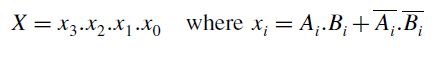 X = x₃.x₂.x₁.x₀ where xᵢ = Aᵢ.Bᵢ + A̅ᵢ.B̅ᵢ